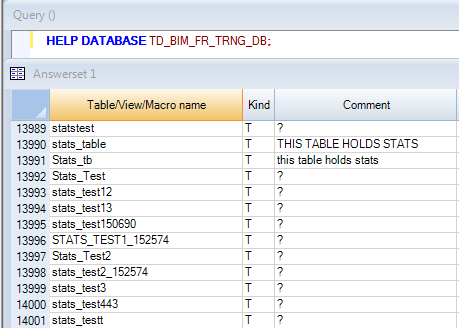 Query ()
HELP DATABASE TD_BIM_FR_TRNG_DB;
Answerset 1
Table/View/Macro name Kind Comment
13989 statstest T ?
13990 stats_table T THIS TABLE HOLDS STATS
13991 Stats_tb T this table holds stats
13992 Stats_Test T ?
13993 stats_test12 T ?
13994 stats_test13 T ?
13995 stats_test150690 T ?
13996 STATS_TEST1_152574 T ?
13997 Stats_Test2 T ?
13998 stats_test2_152574 T ?
13999 stats_test3 T ?
14000 stats_test443 T ?
14001 stats_testt T ?